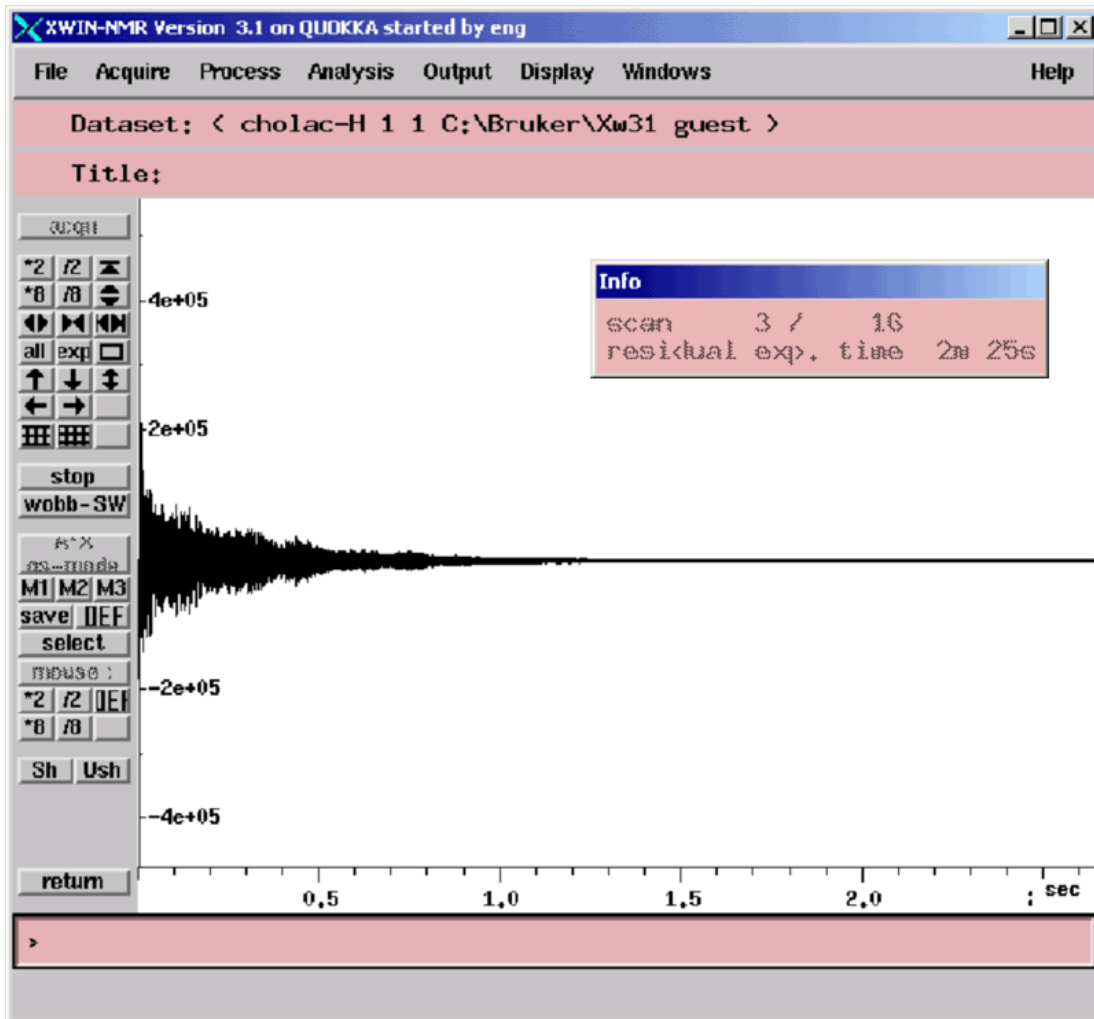 XWIN-NMR Version 3.1 on QUOKKA started by eng
File Acquire Process Analysis Output Display Windows Help
Dataset: < cholac-H 1 1 C:\Bruker\Xw31 guest >
Title:
acqu
*2 /2
*8 /8
all exp
stop
wobb-SW
M1 M2 M3
save DEF
select
mouse :
*2 /2 DEF
*8 /8
Sh Ush
return
4e+05
2e+05
-2e+05
-4e+05
Info
scan 3 / 16
residual exp. time 2m 25s
0.5 1.0 1.5 2.0 sec
>